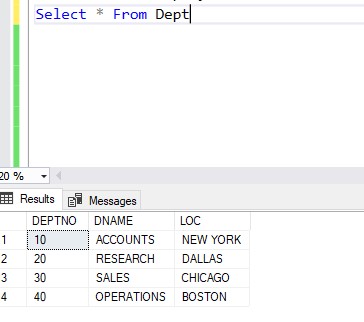 Select * From Dept
20 %
Results Messages
DEPTNO DNAME LOC
1 10 ACCOUNTS NEW YORK
2 20 RESEARCH DALLAS
3 30 SALES CHICAGO
4 40 OPERATIONS BOSTON